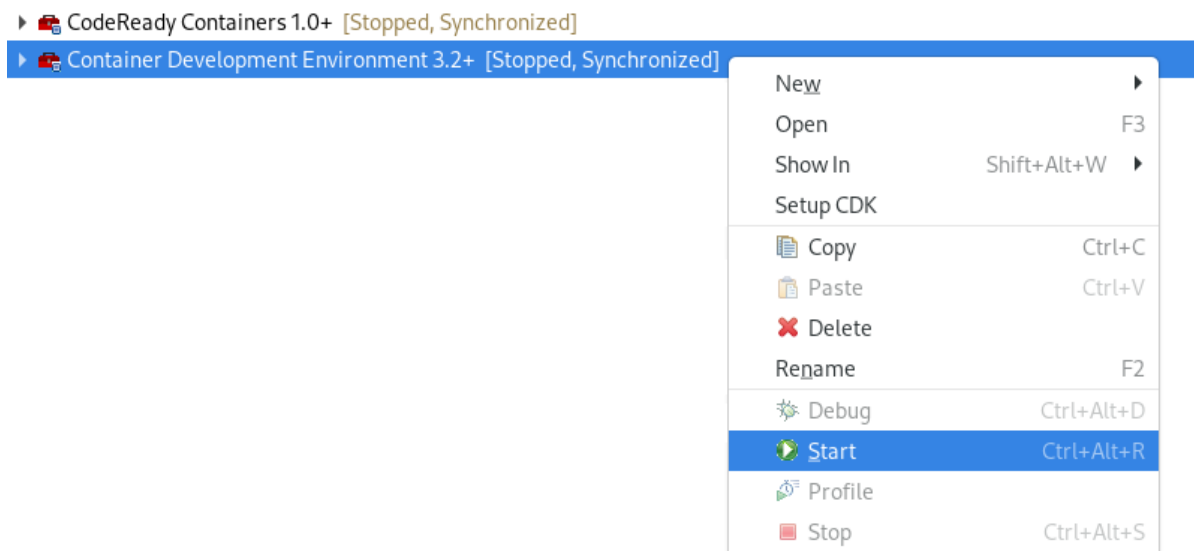 CodeReady Containers 1.0+ [Stopped, Synchronized]
Container Development Environment 3.2+ [Stopped, Synchronized]
New
Open F3
Show In Shift+Alt+W
Setup CDK
Copy Ctrl+C
Paste Ctrl+V
Delete
Rename F2
Debug Ctrl+Alt+D
Start Ctrl+Alt+R
Profile
Stop Ctrl+Alt+S